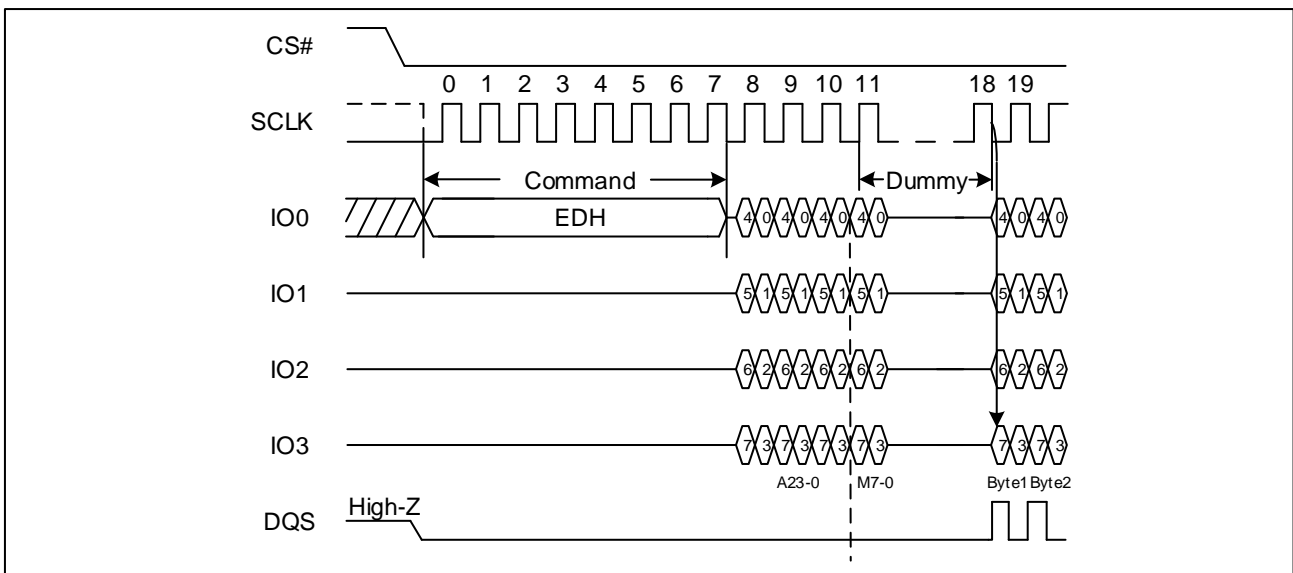 CS#
0 1 2 3 4 5 6 7 8 9 10 11 18 19
SCLK
Command Dummy
IO0 EDH 4 0 4 0 4 0 4 0 4 0 4 0
IO1 5 1 5 1 5 1 5 1 5 1 5 1
IO2 6 2 6 2 6 2 6 2 6 2 6 2
IO3 7 3 7 3 7 3 7 3 7 3 7 3
A23-0 M7-0 Byte1 Byte2
High-Z
DQS